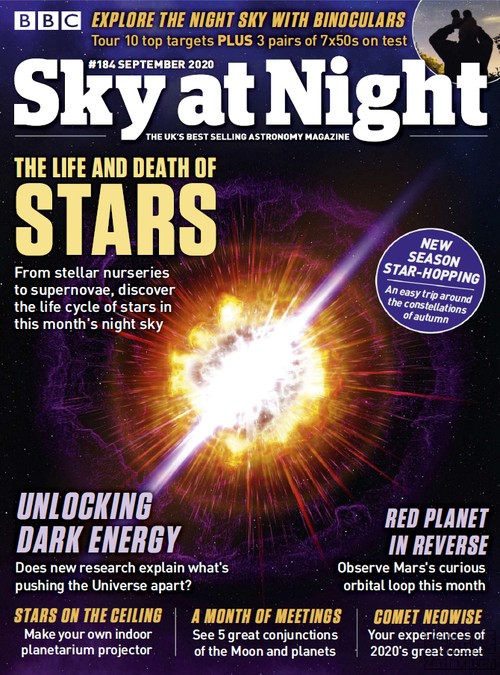 BBC
EXPLORE THE NIGHT SKY WITH BINOCULARS
Tour 10 top targets PLUS 3 pairs of 7x50s on test
#184 SEPTEMBER 2020
Sky at Night
THE UK'S BEST SELLING ASTRONOMY MAGAZINE
THE LIFE AND DEATH OF
STARS
From stellar nurseries
to supernovae, discover
the life cycle of stars in
this month's night sky
NEW
SEASON
STAR-HOPPING
An easy trip around
the constellations
of autumn
UNLOCKING
DARK ENERGY
Does new research explain what's
pushing the Universe apart?
RED PLANET
IN REVERSE
Observe Mars's curious
orbital loop this month
STARS ON THE CEILING
Make your own indoor
planetarium projector
A MONTH OF MEETINGS
See 5 great conjunctions
of the Moon and planets
COMET NEOWISE
Your experiences of
2020's great comet